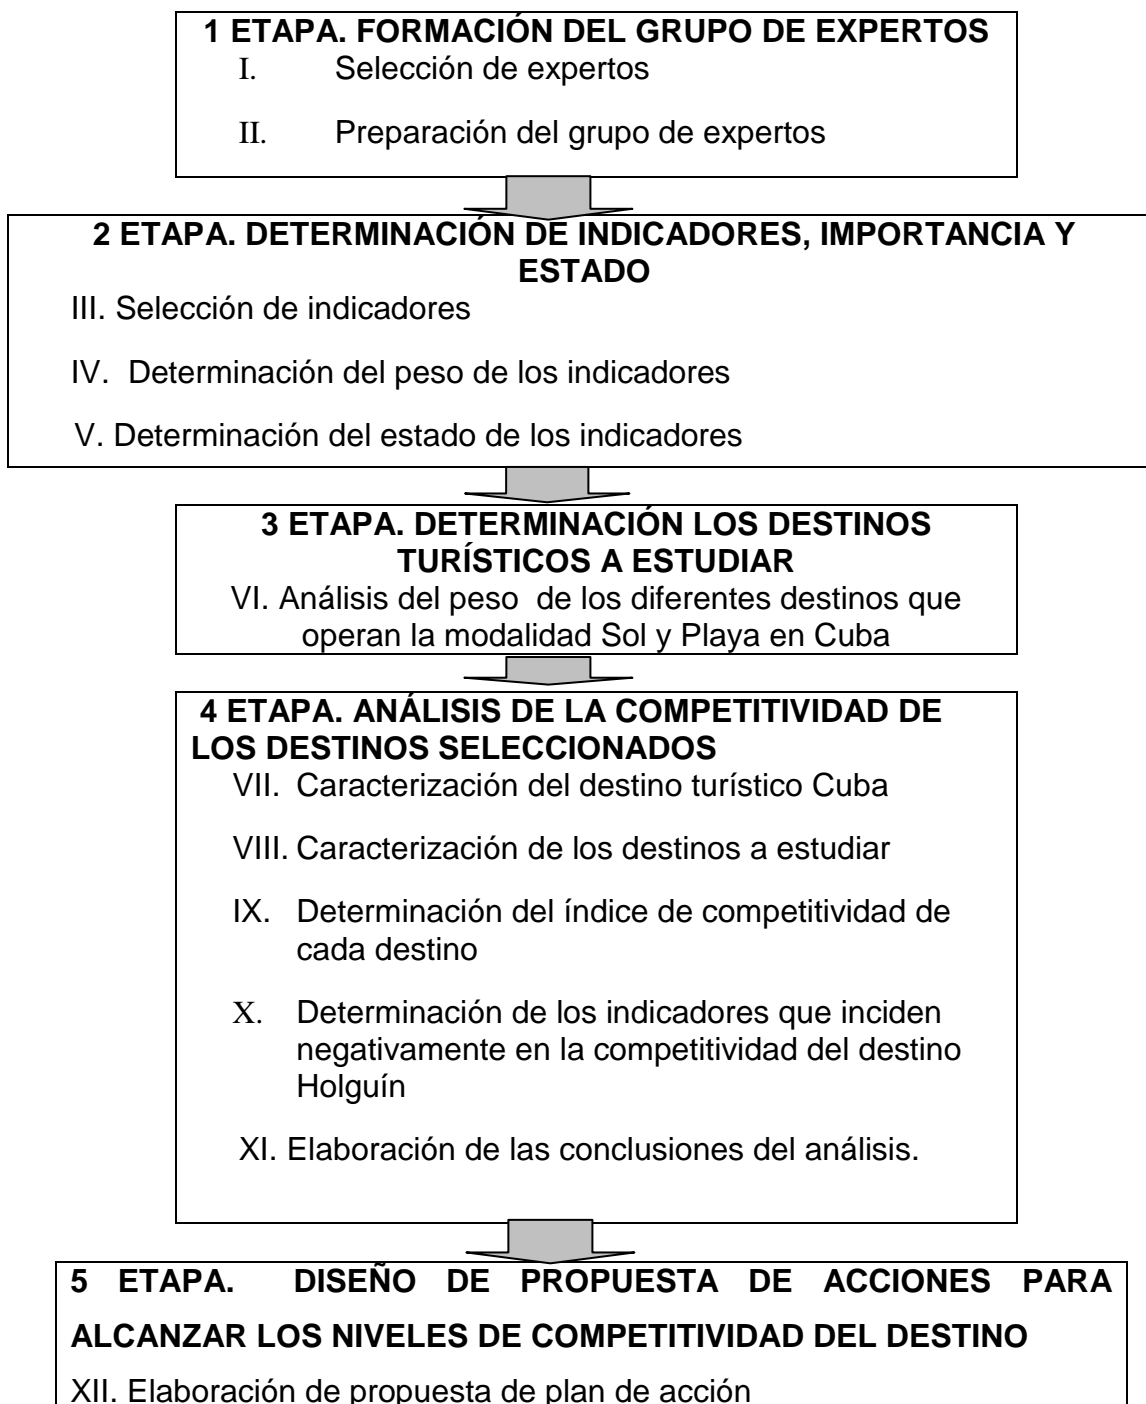 1 ETAPA. FORMACIÓN DEL GRUPO DE EXPERTOS
I. Selección de expertos
II. Preparación del grupo de expertos
2 ETAPA. DETERMINACIÓN DE INDICADORES, IMPORTANCIA Y
ESTADO
III. Selección de indicadores
IV. Determinación del peso de los indicadores
V. Determinación del estado de los indicadores
3 ETAPA. DETERMINACIÓN LOS DESTINOS
TURÍSTICOS A ESTUDIAR
VI. Análisis del peso de los diferentes destinos que
operan la modalidad Sol y Playa en Cuba
4 ETAPA. ANÁLISIS DE LA COMPETITIVIDAD DE
LOS DESTINOS SELECCIONADOS
VII. Caracterización del destino turístico Cuba
VIII. Caracterización de los destinos a estudiar
IX. Determinación del índice de competitividad de
cada destino
X. Determinación de los indicadores que inciden
negativamente en la competitividad del destino
Holguín
XI. Elaboración de las conclusiones del análisis.
5 ETAPA. DISEÑO DE PROPUESTA DE ACCIONES PARA
ALCANZAR LOS NIVELES DE COMPETITIVIDAD DEL DESTINO
XII. Elaboración de propuesta de plan de acción